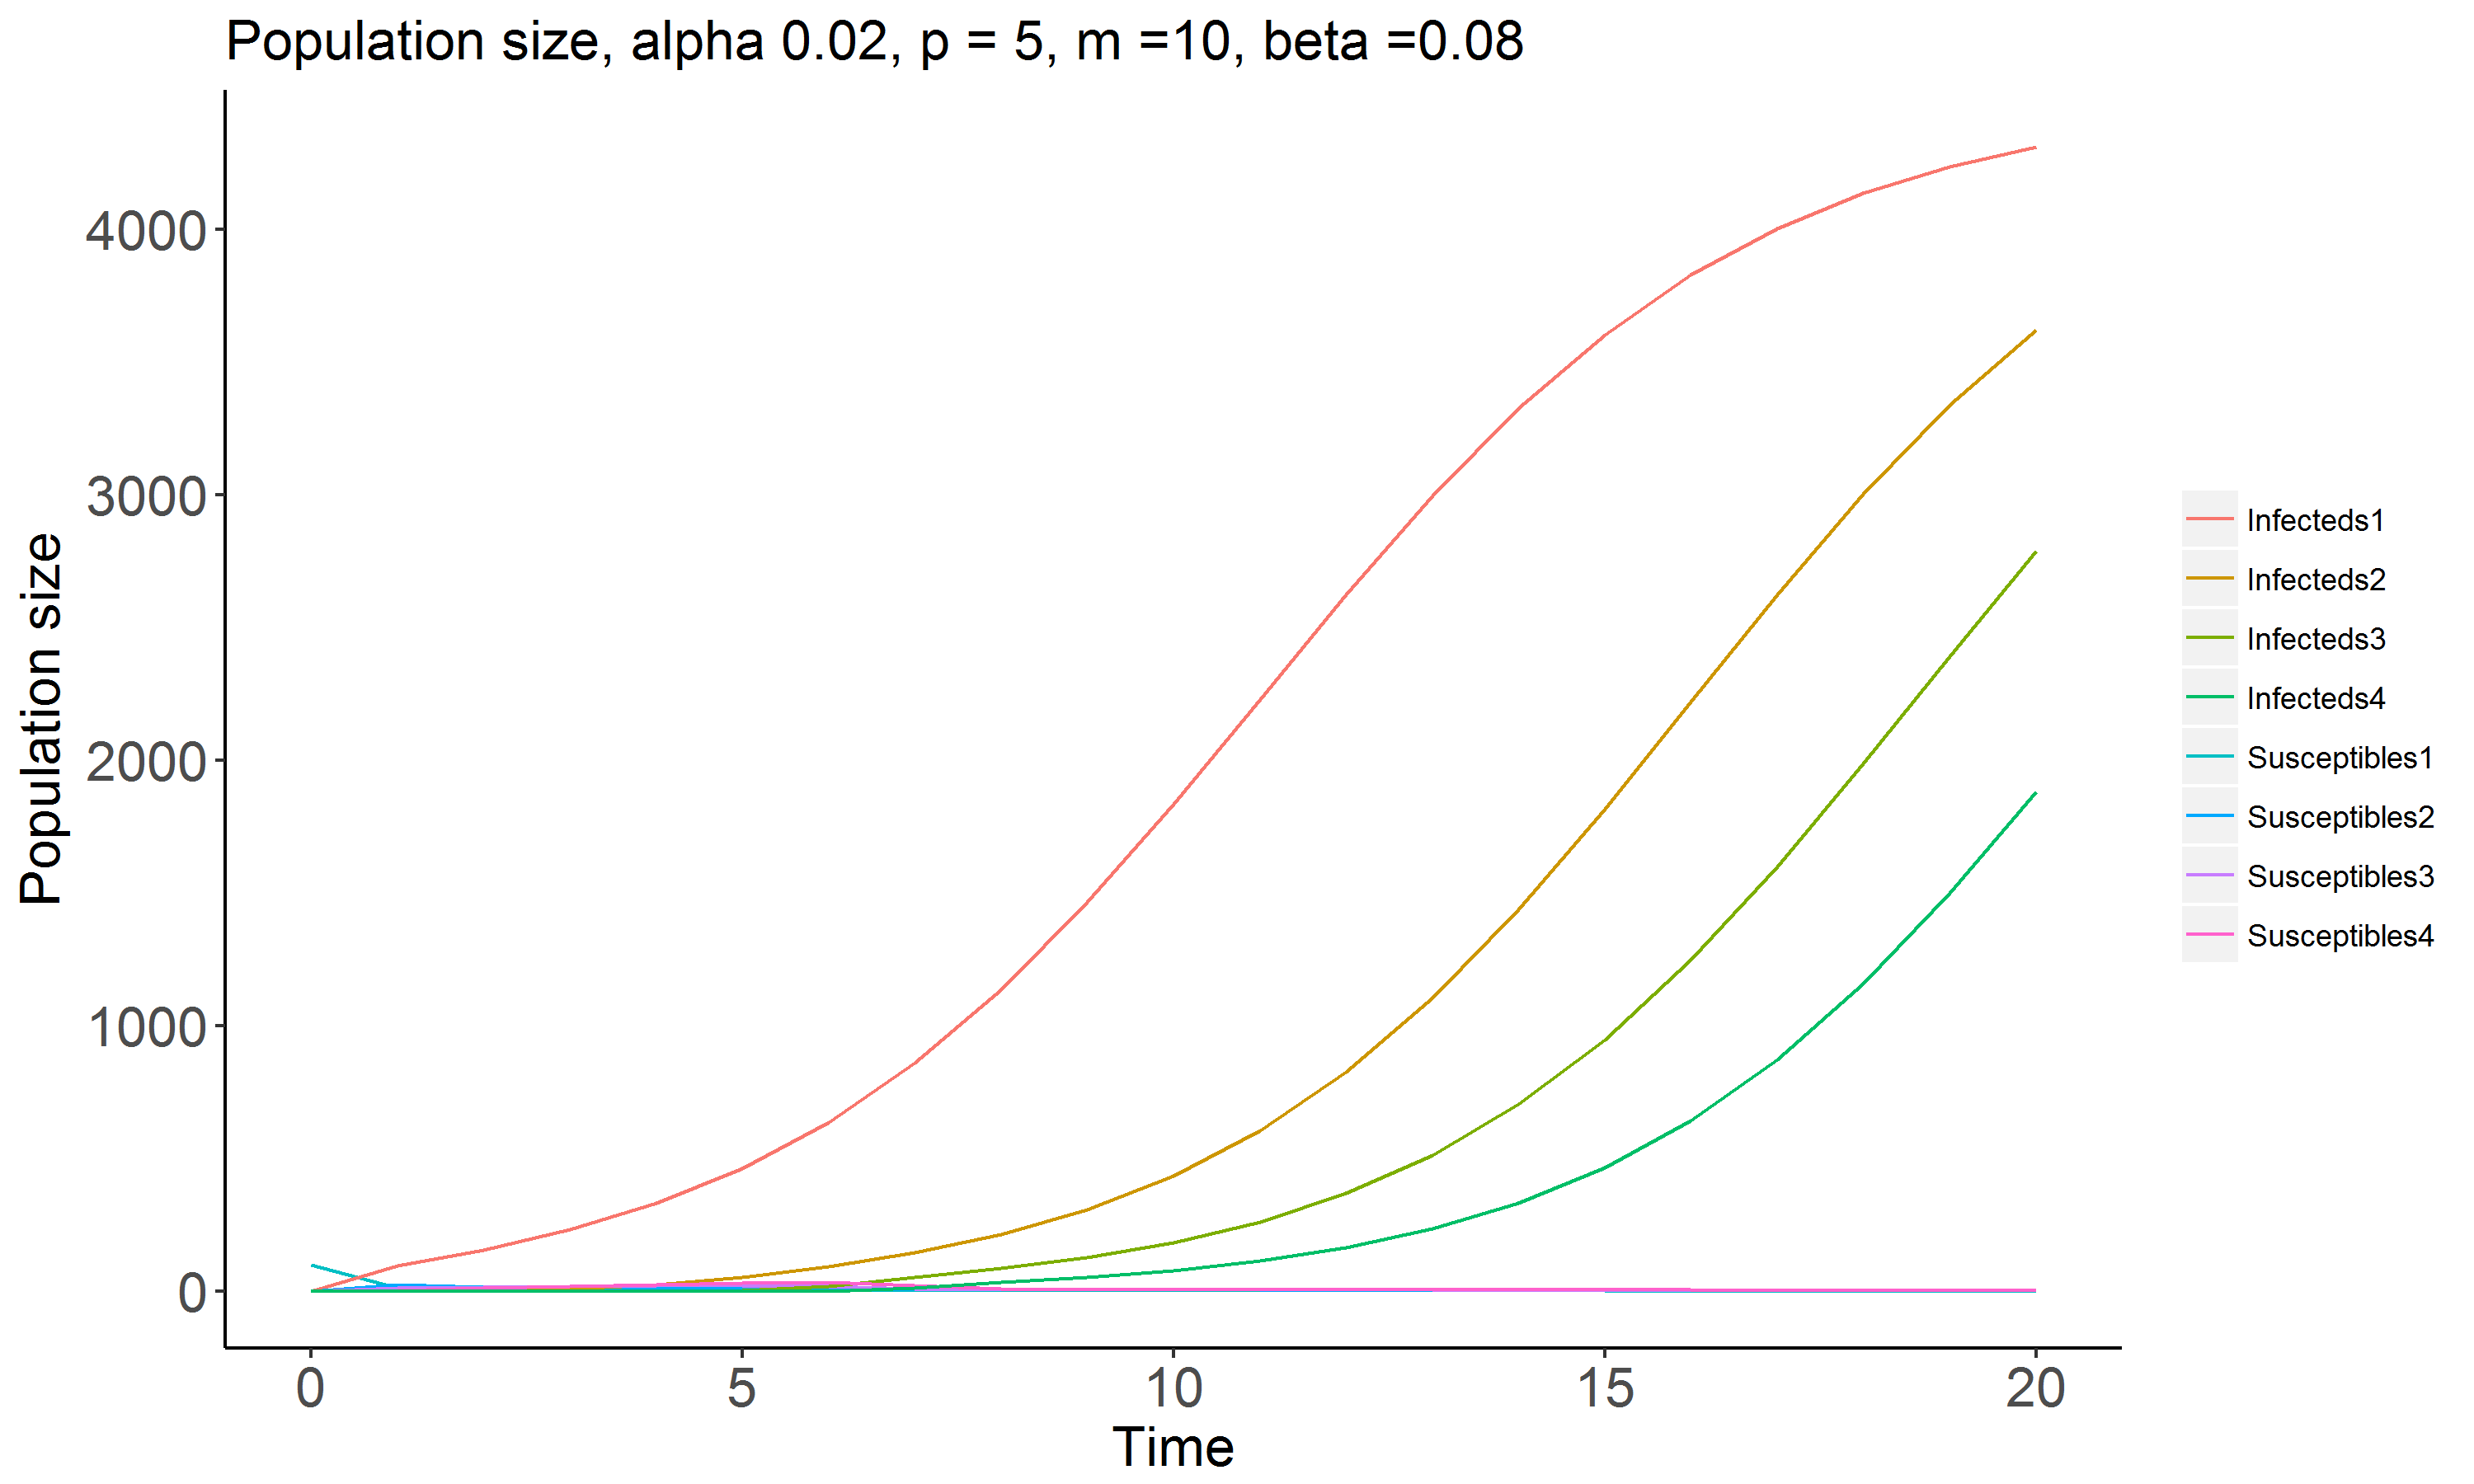 Population size, alpha 0.02, p = 5, m =10, beta =0.08
Population size
4000
3000
2000
1000
0
0 5 10 15 20
Time
Infecteds1
Infecteds2
Infecteds3
Infecteds4
Susceptibles1
Susceptibles2
Susceptibles3
Susceptibles4